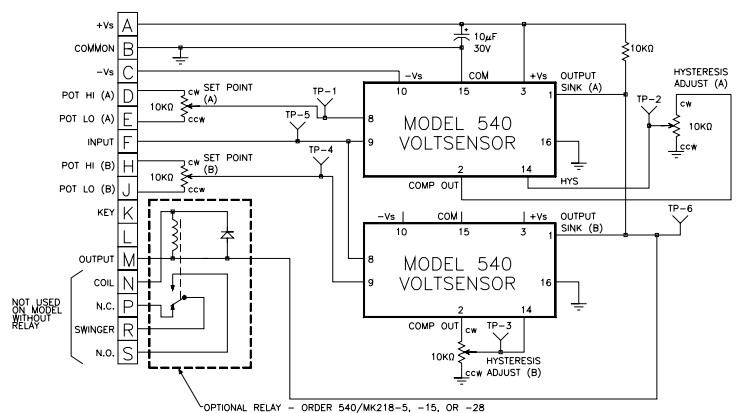 +Vs A
COMMON B
−Vs C
POT HI (A) D
POT LO (A) E
INPUT F
POT HI (B) H
POT LO (B) J
KEY K
L
OUTPUT M
COIL N
N.C. P
SWINGER R
N.O. S
NOT USED
ON MODEL
WITHOUT
RELAY
cw SET POINT
(A)
10KΩ
ccw
cw SET POINT
(B)
10KΩ
ccw
TP-1
TP-5
TP-4
+
10μF
30V
−Vs COM +Vs OUTPUT
SINK (A)
10 15 3 1
8
9
MODEL 540
VOLTSENSOR
16
2 14
COMP OUT HYS
10KΩ
HYSTERESIS
ADJUST (A)
TP-2 cw
10KΩ
ccw
TP-6
−Vs COM +Vs OUTPUT
SINK (B)
10 15 3 1
8
9
MODEL 540
VOLTSENSOR
16
2 14
COMP OUT TP-3
cw
10KΩ
ccw
HYSTERESIS
ADJUST (B)
OPTIONAL RELAY − ORDER 540/MK218-5, -15, OR -28